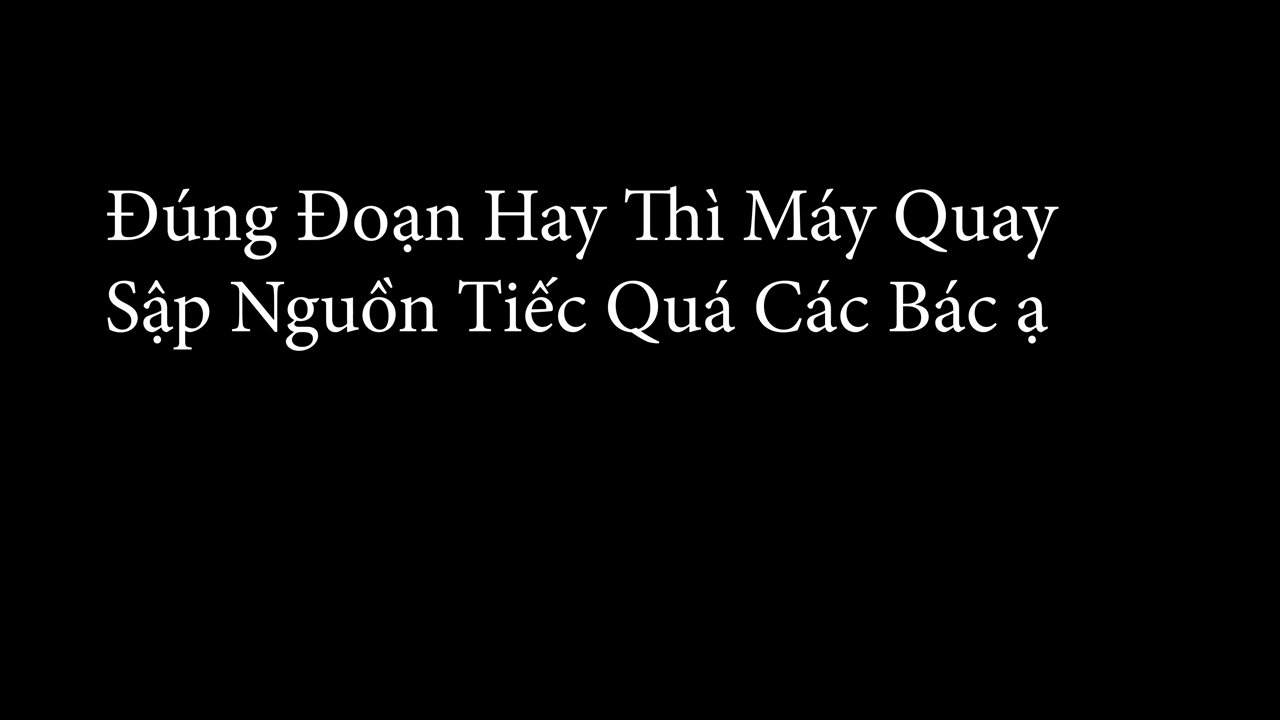 Đúng Đoạn Hay Thì Máy Quay
Sập Nguồn Tiếc Quá Các Bác ạ